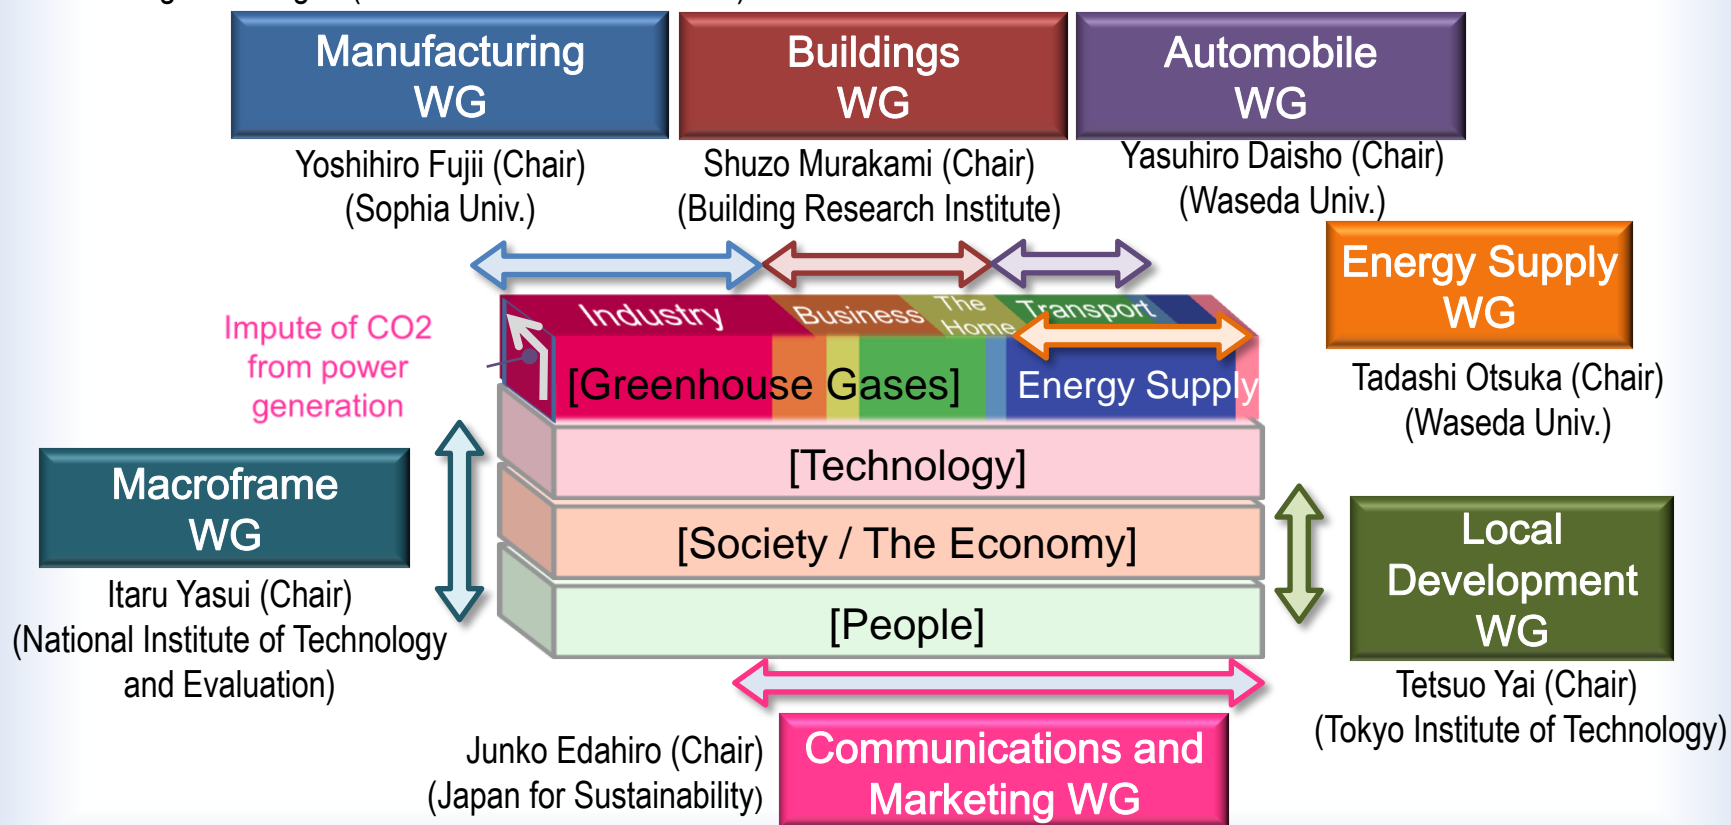 Manufacturing
WG
Buildings
WG
Automobile
WG
Yoshihiro Fujii (Chair)
(Sophia Univ.)
Shuzo Murakami (Chair)
(Building Research Institute)
Yasuhiro Daisho (Chair)
(Waseda Univ.)
Energy Supply
WG
Tadashi Otsuka (Chair)
(Waseda Univ.)
Industry
Business
The
Home
Transport
Impute of CO2
from power
generation
[Greenhouse Gases]
Energy Supply
[Technology]
[Society / The Economy]
[People]
Macroframe
WG
Itaru Yasui (Chair)
(National Institute of Technology
and Evaluation)
Local
Development
WG
Tetsuo Yai (Chair)
(Tokyo Institute of Technology)
Junko Edahiro (Chair)
(Japan for Sustainability)
Communications and
Marketing WG